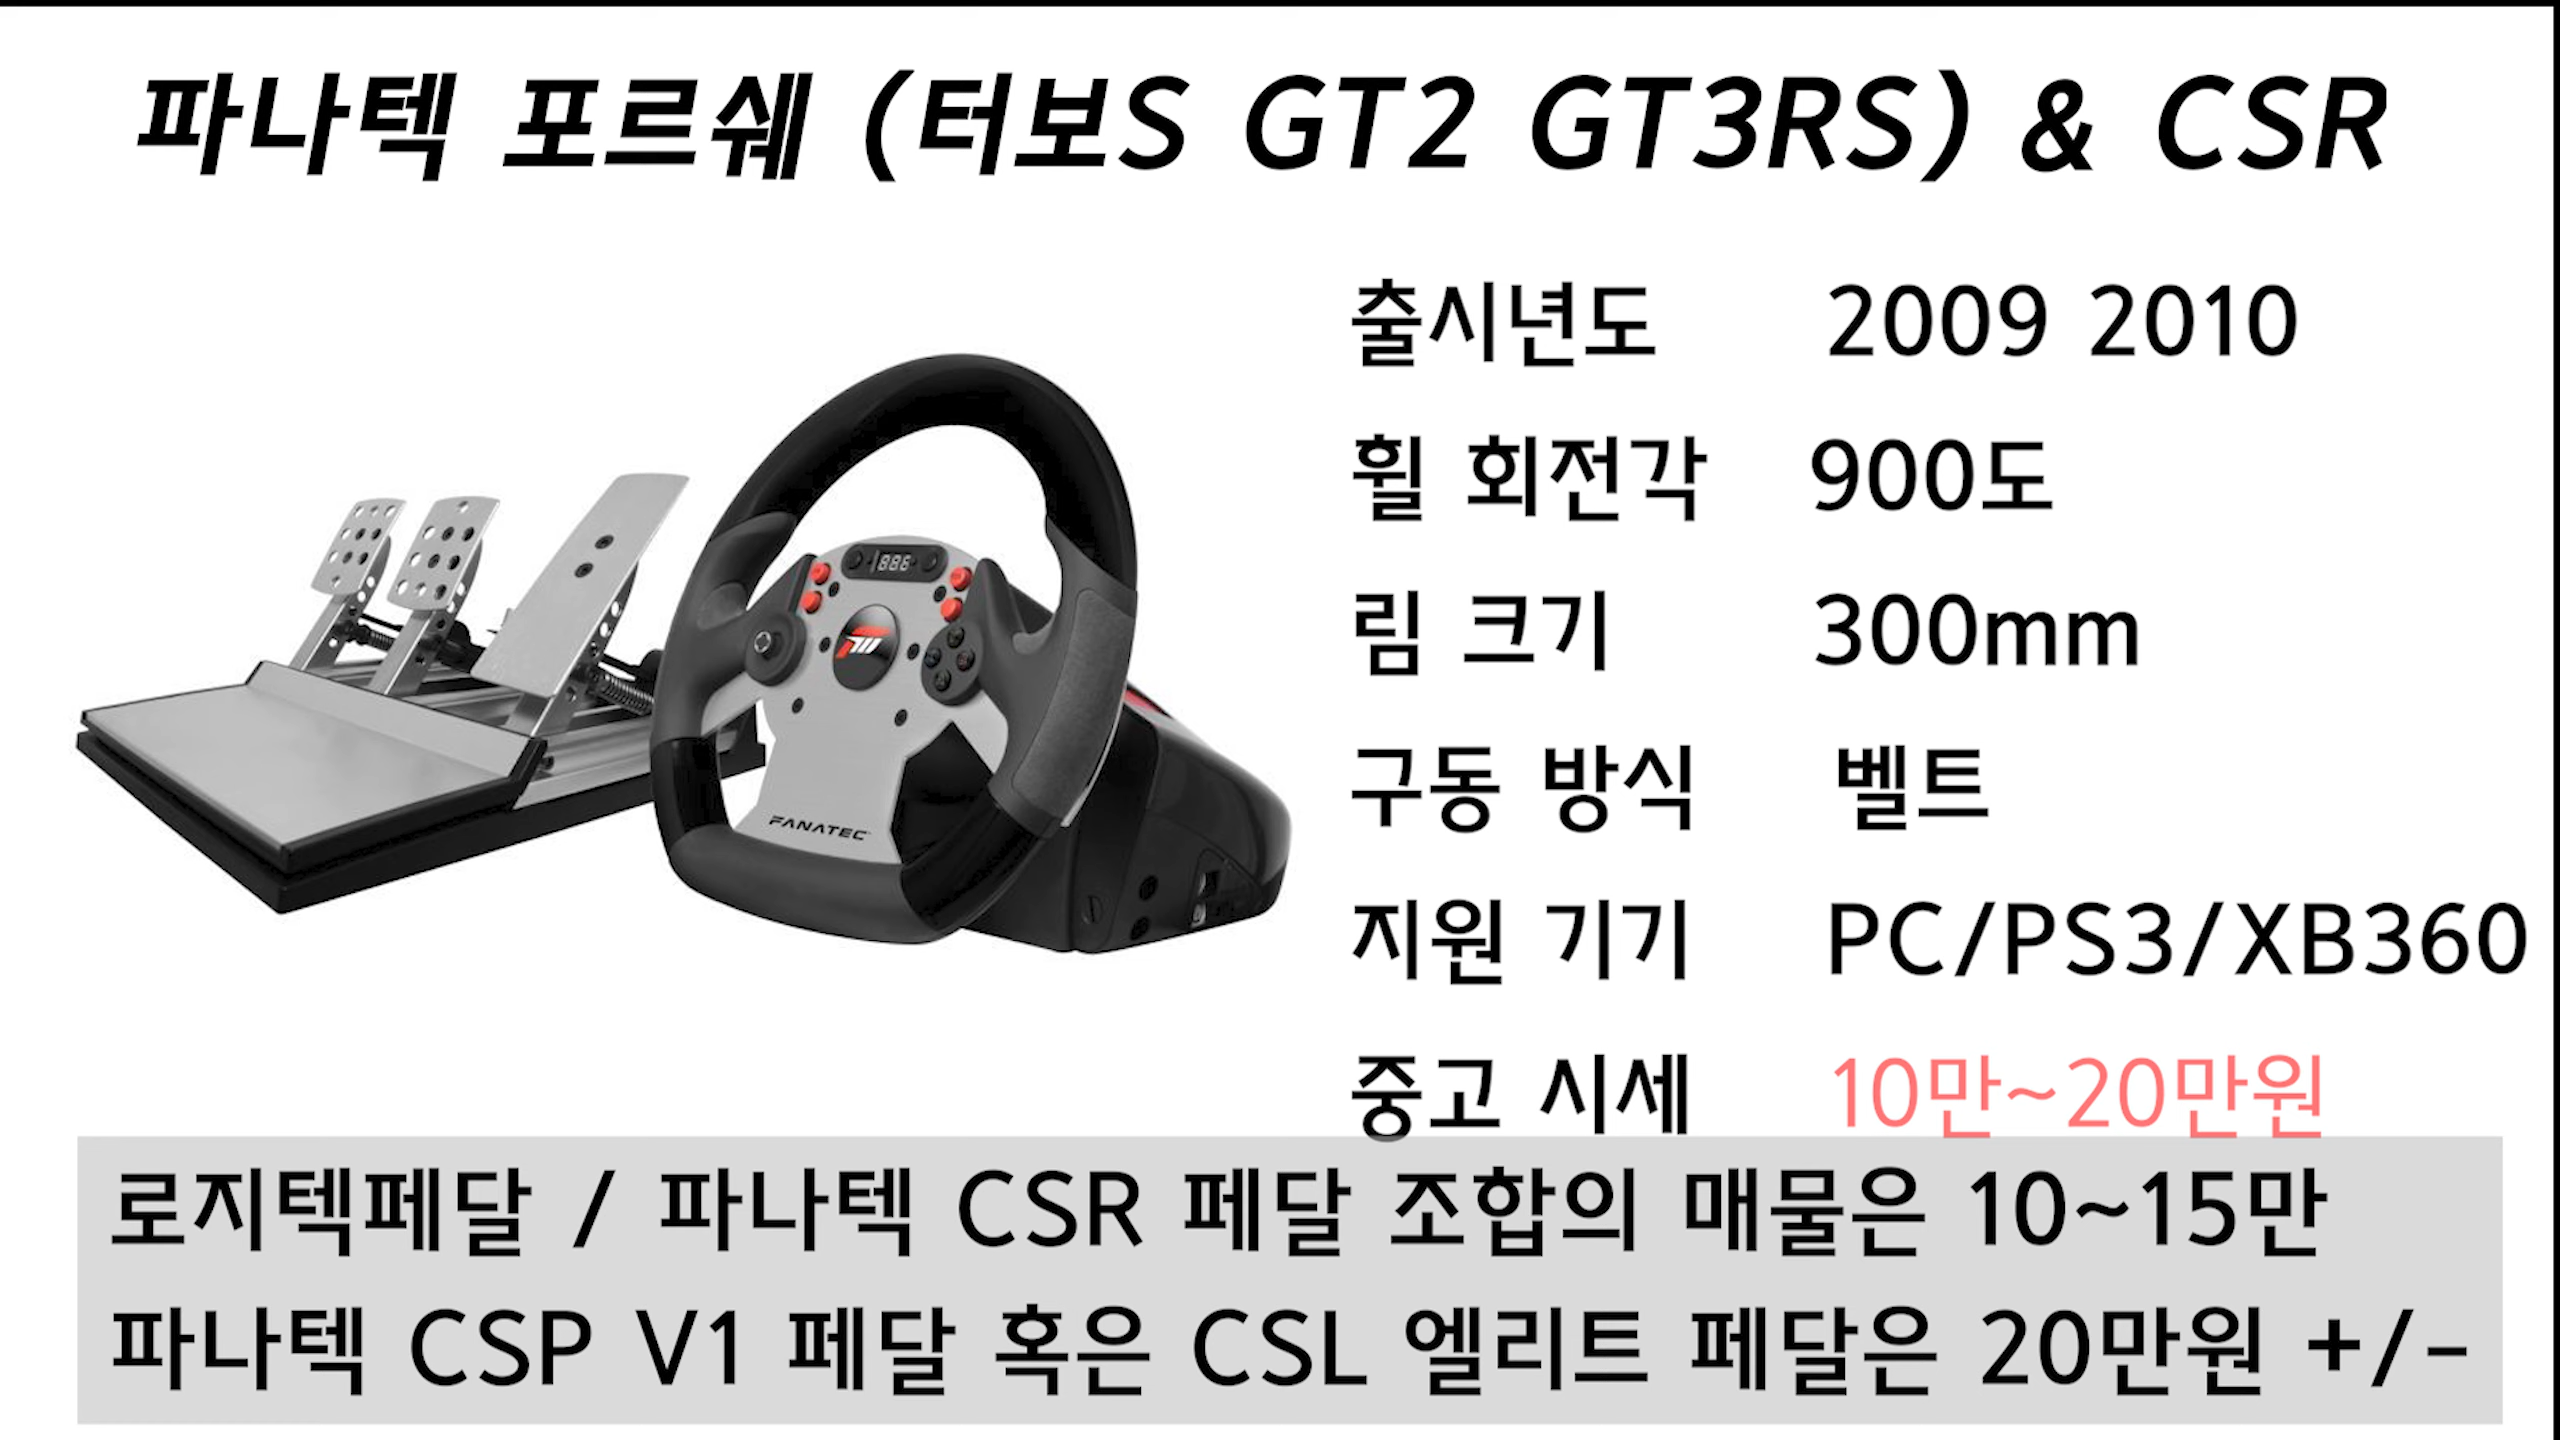 파나텍 포르쉐 (터보S GT2 GT3RS) & CSR
출시년도 2009 2010
휠 회전각 900도
림 크기 300mm
구동 방식 벨트
지원 기기 PC/PS3/XB360
중고 시세 10만~20만원
888
FANATEC
로지텍페달 / 파나텍 CSR 페달 조합의 매물은 10~15만
파나텍 CSP V1 페달 혹은 CSL 엘리트 페달은 20만원 +/-